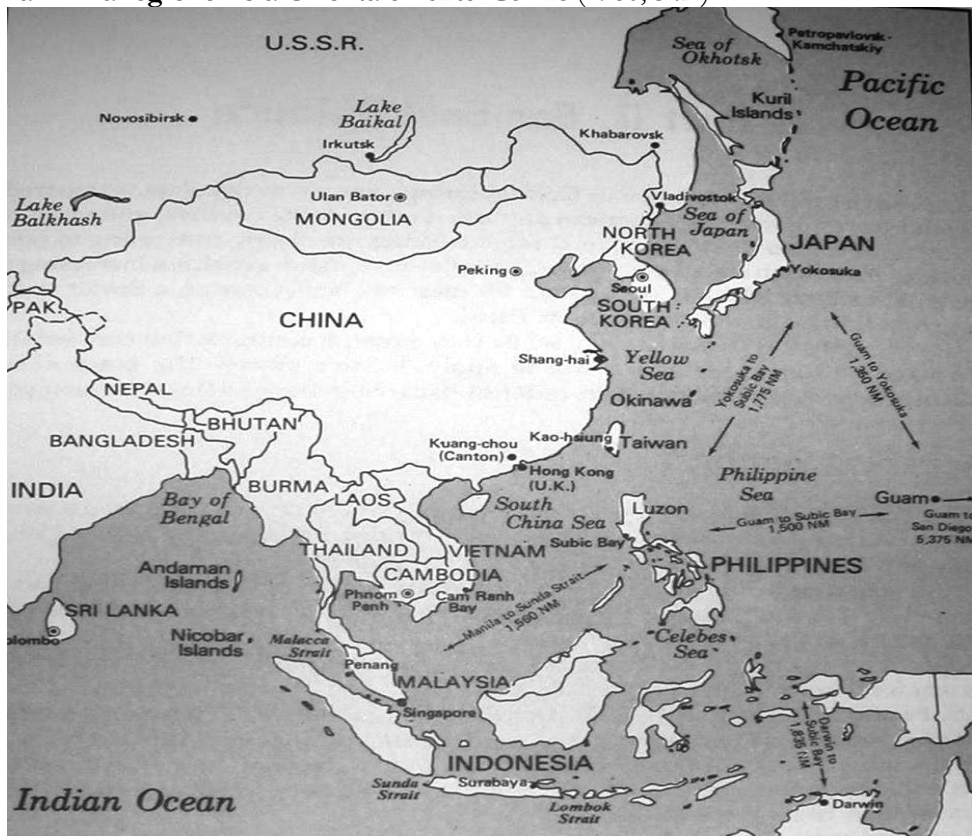 U.S.S.R.
Sea of
Okhotsk
Petropavlovsk-
Kamchatskiy
Pacific
Ocean
Kuril
Islands
Novosibirsk
Lake
Baikal
Irkutsk
Khabarovsk
Lake
Balkhash
Ulan Bator
MONGOLIA
Vladivostok
Sea of
Japan
NORTH
KOREA
JAPAN
Peking
Seoul
Yokosuka
SOUTH
KOREA
PAK.
CHINA
Shang-hai
Yellow
Sea
Yokosuka to
Subic Bay
1,775 NM
Guam to Yokosuka
1,360 NM
NEPAL
BHUTAN
Okinawa
BANGLADESH
Kuang-chou
(Canton)
Kao-hsiung
Taiwan
Hong Kong
(U.K.)
INDIA
BURMA
LAOS
Bay of
Bengal
South
China Sea
Luzon
Philippine
Sea
Guam
Guam to Subic Bay
1,500 NM
Guam to
San Diego
5,375 NM
THAILAND
VIETNAM
Subic Bay
Andaman
Islands
CAMBODIA
PHILIPPINES
Phnom
Penh
Cam Ranh
Bay
Manila to Sunda Strait
1,560 NM
SRI LANKA
olombo
Nicobar
Islands
Malacca
Strait
Celebes
Sea
Penang
MALAYSIA
Singapore
Darwin to
Subic Bay
1,835 NM
INDONESIA
Sunda
Strait
Surabaya
Lombok
Strait
Darwin
Indian Ocean